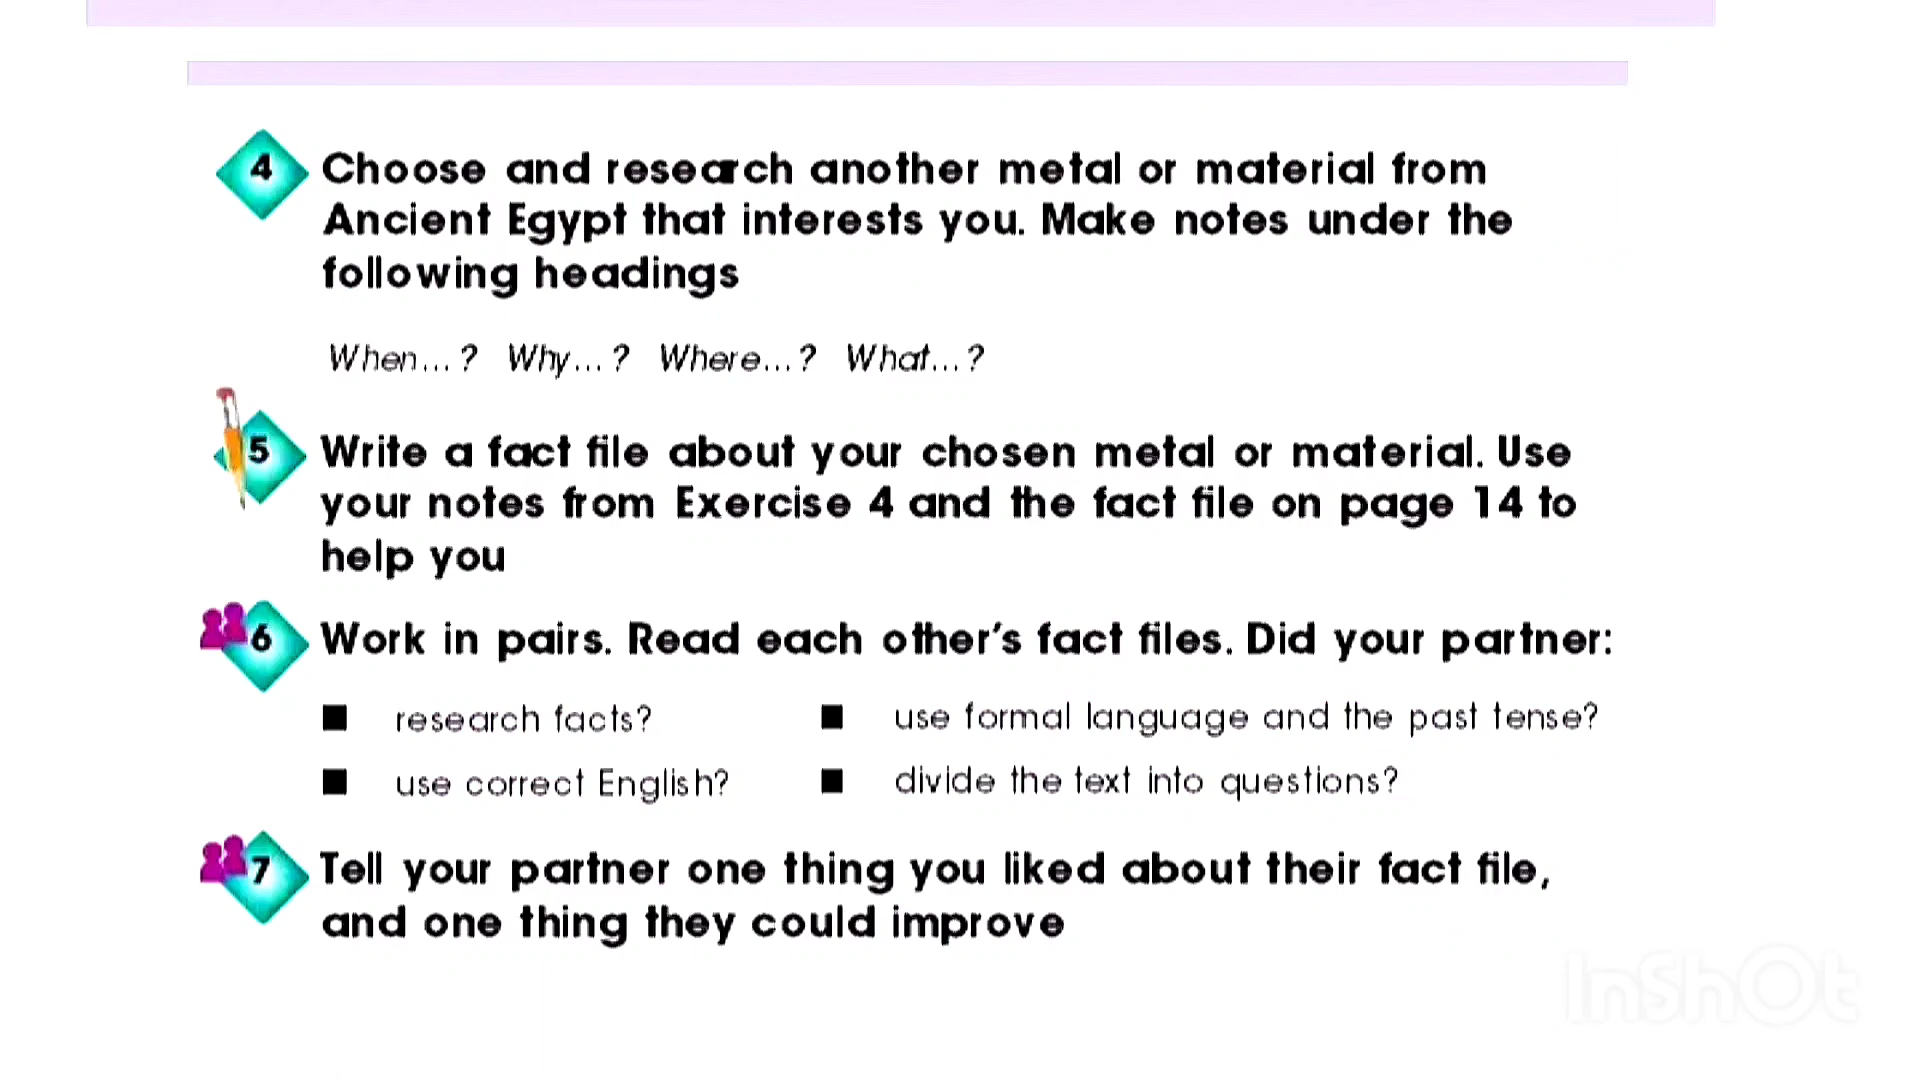 4 Choose and research another metal or material from
Ancient Egypt that interests you. Make notes under the
following headings
When...? Why...? Where...? What...?
5 Write a fact file about your chosen metal or material. Use
your notes from Exercise 4 and the fact file on page 14 to
help you
6 Work in pairs. Read each other's fact files. Did your partner:
■ research facts? ■ use formal language and the past tense?
■ use correct English? ■ divide the text into questions?
7 Tell your partner one thing you liked about their fact file,
and one thing they could improve
InShOt